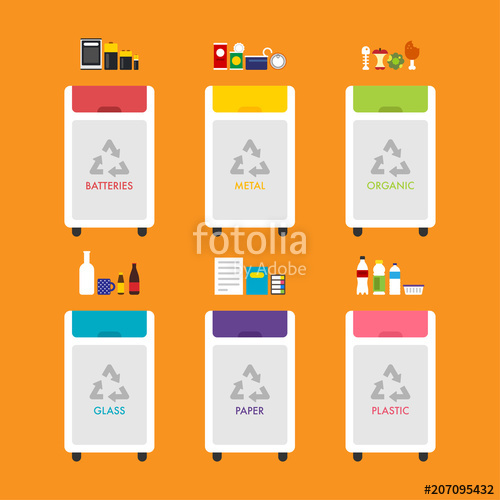 BATTERIES
METAL
ORGANIC
fotolia
by Adobe
GLASS
PAPER
PLASTIC
#207095432